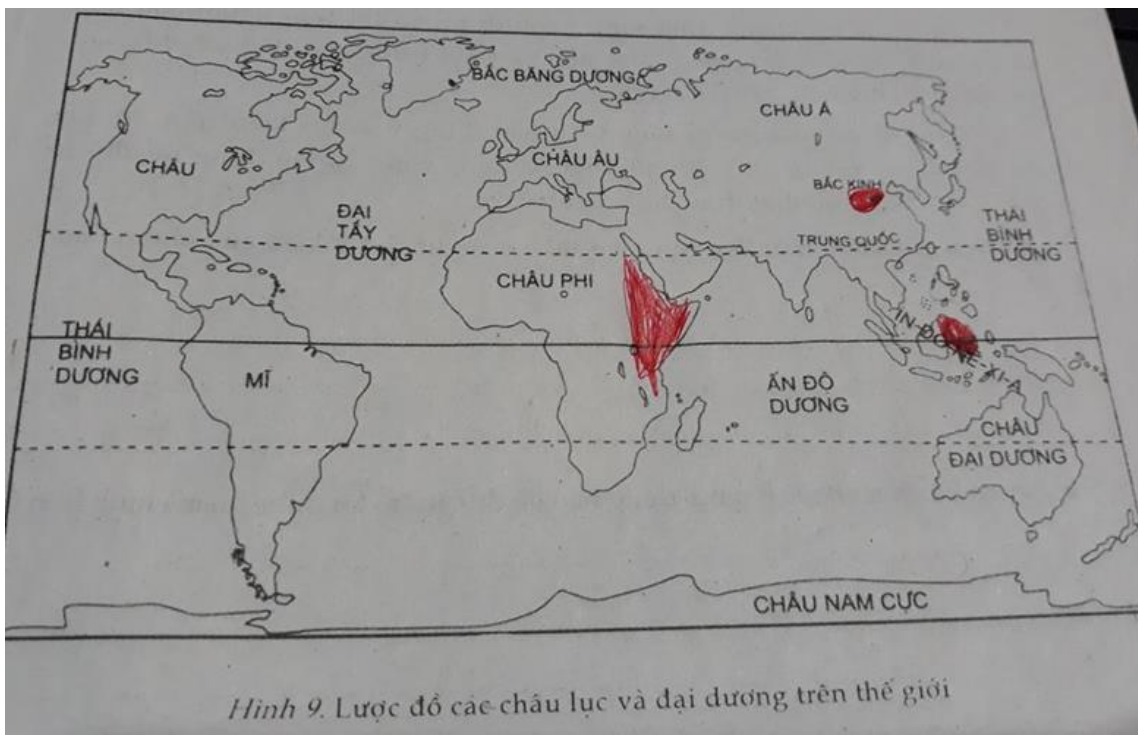 BẮC BĂNG DƯƠNG
CHÂU Á
CHÂU
CHÂU ÂU
BẮC KINH
ĐẠI
TÂY
DƯƠNG
THÁI
BÌNH
DƯƠNG
TRUNG QUỐC
CHÂU PHI
THÁI
BÌNH
DƯƠNG
IN-ĐÔ-NÊ-XI-A
MĨ
ẤN ĐỘ
DƯƠNG
CHÂU
ĐẠI DƯƠNG
CHÂU NAM CỰC
Hình 9. Lược đồ các châu lục và đại dương trên thế giới